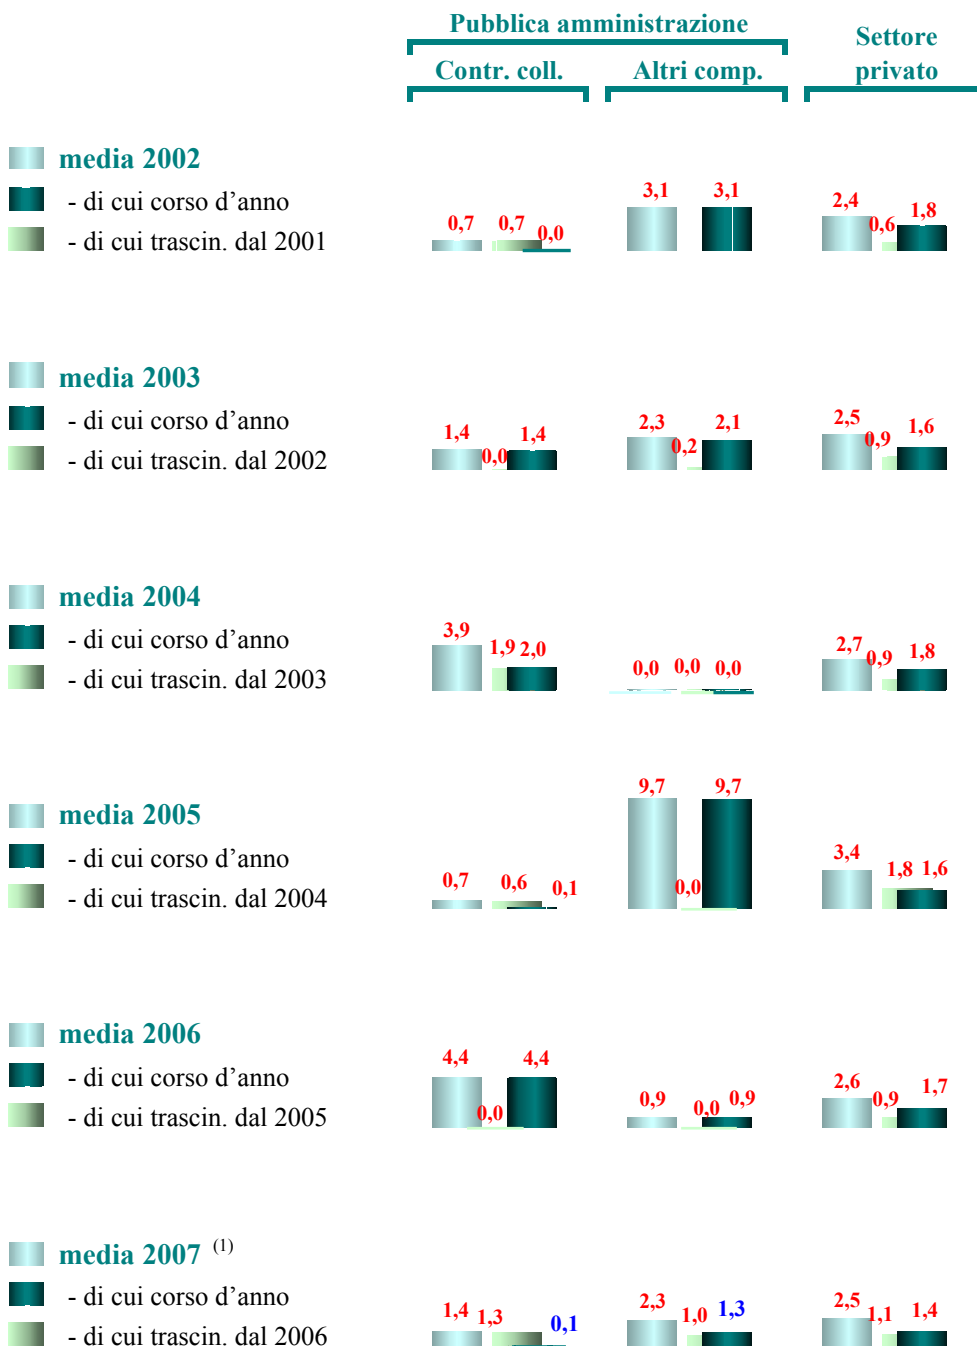 Pubblica amministrazione
Settore privato
Contr. coll.
Altri comp.
media 2002
- di cui corso d'anno
- di cui trascin. dal 2001
0,7 0,7 0,0
3,1 3,1
2,4 0,6 1,8
media 2003
- di cui corso d'anno
- di cui trascin. dal 2002
1,4 0,0 1,4
2,3 0,2 2,1
2,5 0,9 1,6
media 2004
- di cui corso d'anno
- di cui trascin. dal 2003
3,9 1,9 2,0
0,0 0,0 0,0
2,7 0,9 1,8
media 2005
- di cui corso d'anno
- di cui trascin. dal 2004
0,7 0,6 0,1
9,7 0,0 9,7
3,4 1,8 1,6
media 2006
- di cui corso d'anno
- di cui trascin. dal 2005
4,4 0,0 4,4
0,9 0,0 0,9
2,6 0,9 1,7
media 2007 (1)
- di cui corso d'anno
- di cui trascin. dal 2006
1,4 1,3 0,1
2,3 1,0 1,3
2,5 1,1 1,4